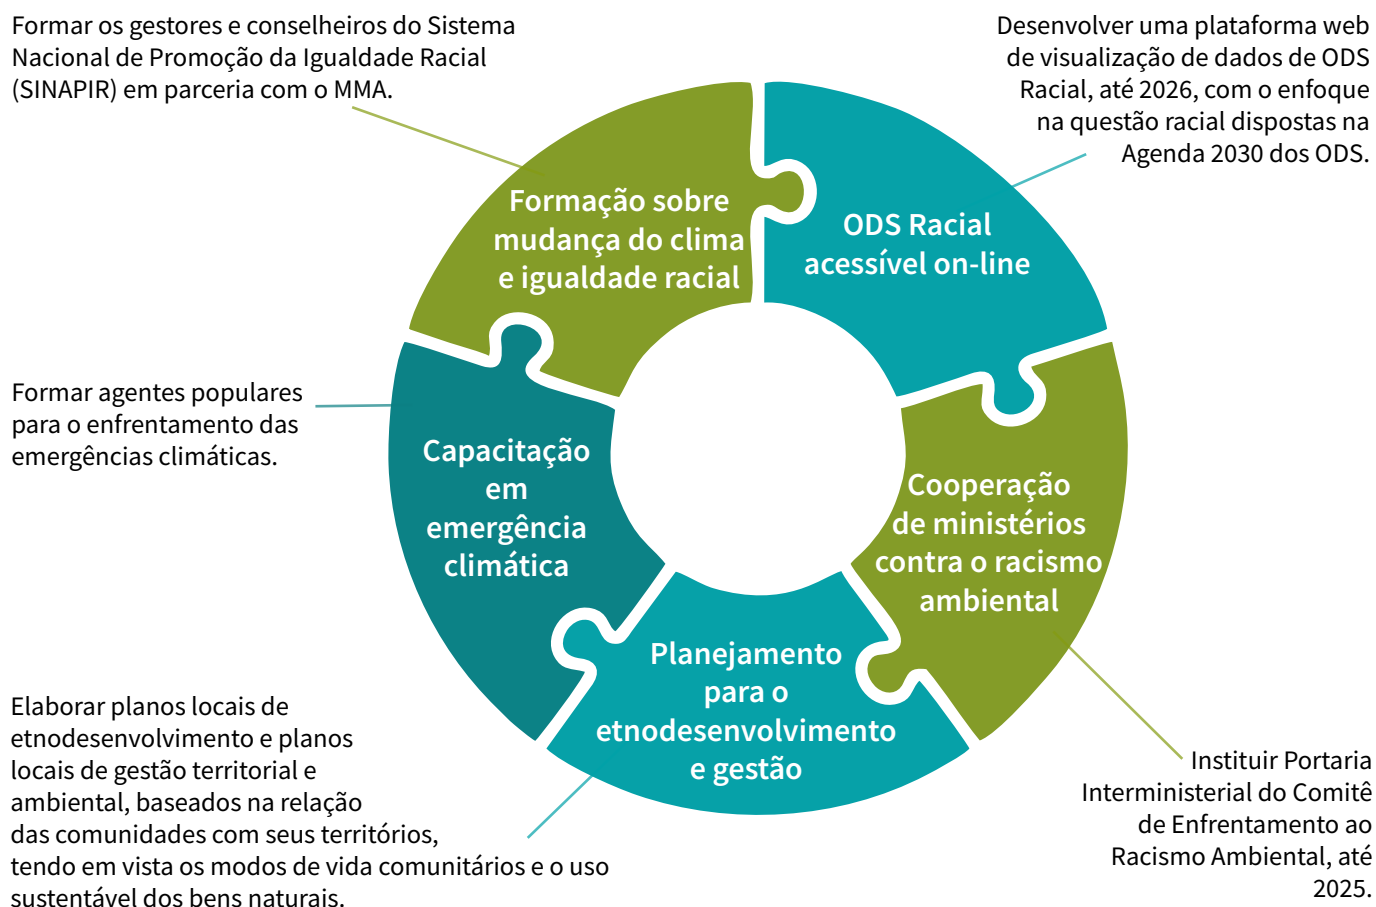 Formar os gestores e conselheiros do Sistema
Nacional de Promoção da Igualdade Racial
(SINAPIR) em parceria com o MMA.
Desenvolver uma plataforma web
de visualização de dados de ODS
Racial, até 2026, com o enfoque
na questão racial dispostas na
Agenda 2030 dos ODS.
Formação sobre
mudança do clima
e igualdade racial
ODS Racial
acessível on-line
Formar agentes populares
para o enfrentamento das
emergências climáticas.
Capacitação
em
emergência
climática
Cooperação
de ministérios
contra o racismo
ambiental
Planejamento
para o
etnodesenvolvimento
e gestão
Elaborar planos locais de
etnodesenvolvimento e planos
locais de gestão territorial e
ambiental, baseados na relação
das comunidades com seus territórios,
tendo em vista os modos de vida comunitários e o uso
sustentável dos bens naturais.
Instituir Portaria
Interministerial do Comitê
de Enfrentamento ao
Racismo Ambiental, até
2025.